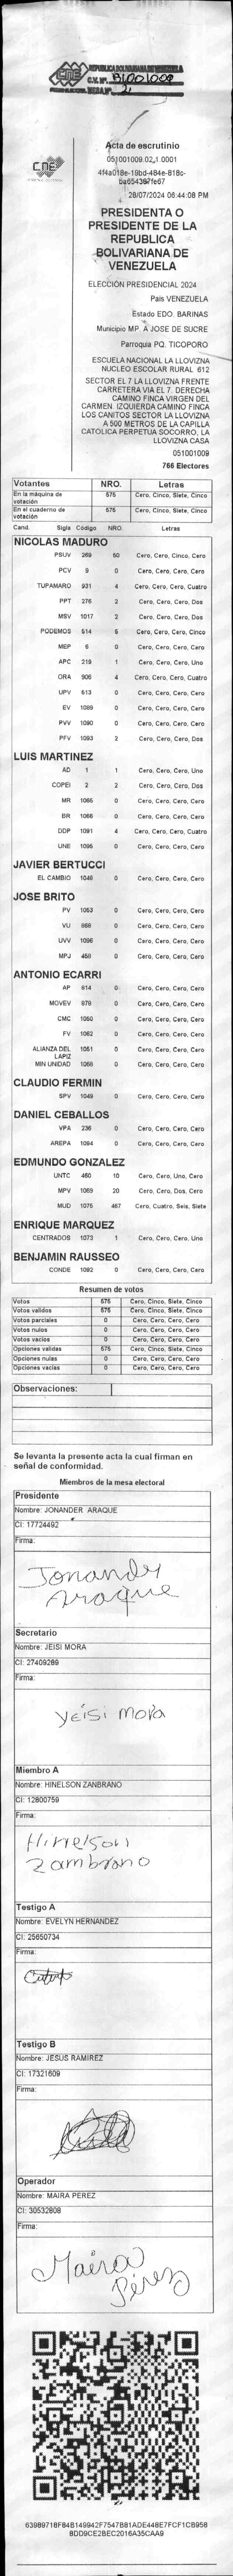 REPUBLICA BOLIVARIANA DE VENEZUELA
CNE
C.V. Nº:
MESA Nº
2
CNE
Acta de escrutinio
051001009.02.1.0001
28/07/2024 06:44:08 PM
PRESIDENTA O
PRESIDENTE DE LA
REPUBLICA
BOLIVARIANA DE
VENEZUELA
ELECCIÓN PRESIDENCIAL 2024
País VENEZUELA
Estado EDO. BARINAS
Municipio MP. A JOSE DE SUCRE
Parroquia PQ. TICOPORO
ESCUELA NACIONAL LA LLOVIZNA
NUCLEO ESCOLAR RURAL 612
SECTOR EL 7 LA LLOVIZNA FRENTE
CARRETERA VIA EL 7. DERECHA
CAMINO FINCA VIRGEN DEL
CARMEN. IZQUIERDA CAMINO FINCA
LOS CANITOS SECTOR LA LLOVIZNA
A 500 METROS DE LA CAPILLA
CATOLICA PERPETUA SOCORRO, LA
LLOVIZNA CASA
051001009
766 Electores
Votantes NRO. Letras
En la máquina de votación 575 Cero, Cinco, Siete, Cinco
En el cuaderno de votación 575 Cero, Cinco, Siete, Cinco
Cand. Sigla Código NRO. Letras
NICOLAS MADURO
PSUV 269 50 Cero, Cero, Cinco, Cero
PCV 9 0 Cero, Cero, Cero, Cero
TUPAMARO 931 4 Cero, Cero, Cero, Cuatro
PPT 276 2 Cero, Cero, Cero, Dos
MSV 1017 2 Cero, Cero, Cero, Dos
PODEMOS 514 5 Cero, Cero, Cero, Cinco
MEP 6 0 Cero, Cero, Cero, Cero
APC 219 1 Cero, Cero, Cero, Uno
ORA 906 4 Cero, Cero, Cero, Cuatro
UPV 513 0 Cero, Cero, Cero, Cero
EV 1089 0 Cero, Cero, Cero, Cero
PVV 1090 0 Cero, Cero, Cero, Cero
PFV 1093 2 Cero, Cero, Cero, Dos
LUIS MARTINEZ
AD 1 1 Cero, Cero, Cero, Uno
COPEI 2 2 Cero, Cero, Cero, Dos
MR 1065 0 Cero, Cero, Cero, Cero
BR 1066 0 Cero, Cero, Cero, Cero
DDP 1091 4 Cero, Cero, Cero, Cuatro
UNE 1095 0 Cero, Cero, Cero, Cero
JAVIER BERTUCCI
EL CAMBIO 1046 0 Cero, Cero, Cero, Cero
JOSE BRITO
PV 1053 0 Cero, Cero, Cero, Cero
VU 868 0 Cero, Cero, Cero, Cero
UVV 1096 0 Cero, Cero, Cero, Cero
MPJ 458 0 Cero, Cero, Cero, Cero
ANTONIO ECARRI
AP 814 0 Cero, Cero, Cero, Cero
MOVEV 979 0 Cero, Cero, Cero, Cero
CMC 1050 0 Cero, Cero, Cero, Cero
FV 1062 0 Cero, Cero, Cero, Cero
ALIANZA DEL LAPIZ 1051 0 Cero, Cero, Cero, Cero
MIN UNIDAD 1058 0 Cero, Cero, Cero, Cero
CLAUDIO FERMIN
SPV 1049 0 Cero, Cero, Cero, Cero
DANIEL CEBALLOS
VPA 236 0 Cero, Cero, Cero, Cero
AREPA 1094 0 Cero, Cero, Cero, Cero
EDMUNDO GONZALEZ
UNTC 450 10 Cero, Cero, Uno, Cero
MPV 1059 20 Cero, Cero, Dos, Cero
MUD 1075 467 Cero, Cuatro, Seis, Siete
ENRIQUE MARQUEZ
CENTRADOS 1073 1 Cero, Cero, Cero, Uno
BENJAMIN RAUSSEO
CONDE 1092 0 Cero, Cero, Cero, Cero
Resumen de votos
Votos 575 Cero, Cinco, Siete, Cinco
Votos validos 575 Cero, Cinco, Siete, Cinco
Votos parciales 0 Cero, Cero, Cero, Cero
Votos nulos 0 Cero, Cero, Cero, Cero
Votos vacíos 0 Cero, Cero, Cero, Cero
Opciones validas 575 Cero, Cinco, Siete, Cinco
Opciones nulas 0 Cero, Cero, Cero, Cero
Opciones vacías 0 Cero, Cero, Cero, Cero
Observaciones:
Se levanta la presente acta la cual firman en
señal de conformidad.
Miembros de la mesa electoral
Presidente
Nombre: JONANDER ARAQUE
CI: 17724492
Firma:
Jonander
Araque
Secretario
Nombre: JEISI MORA
CI: 27409289
Firma:
Yeisi mora
Miembro A
Nombre: HINELSON ZANBRANO
CI: 12800759
Firma:
Hinelson
Zambrano
Testigo A
Nombre: EVELYN HERNANDEZ
CI: 25650734
Firma:
Testigo B
Nombre: JESUS RAMIREZ
CI: 17321609
Firma:
Operador
Nombre: MAIRA PEREZ
CI: 30532808
Firma:
Maira
Pérez
63989718F84B149942F7547B81ADE448E7FCF1CB958
8DD9CE2BEC2016A35CAA9